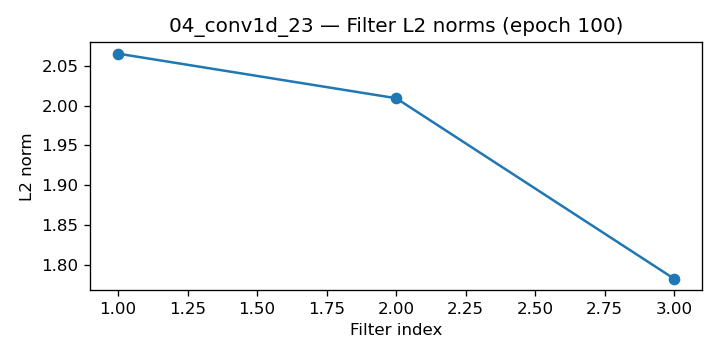 04_conv1d_23 — Filter L2 norms (epoch 100)
2.05
2.00
1.95
1.90
1.85
1.80
L2 norm
1.00 1.25 1.50 1.75 2.00 2.25 2.50 2.75 3.00
Filter index